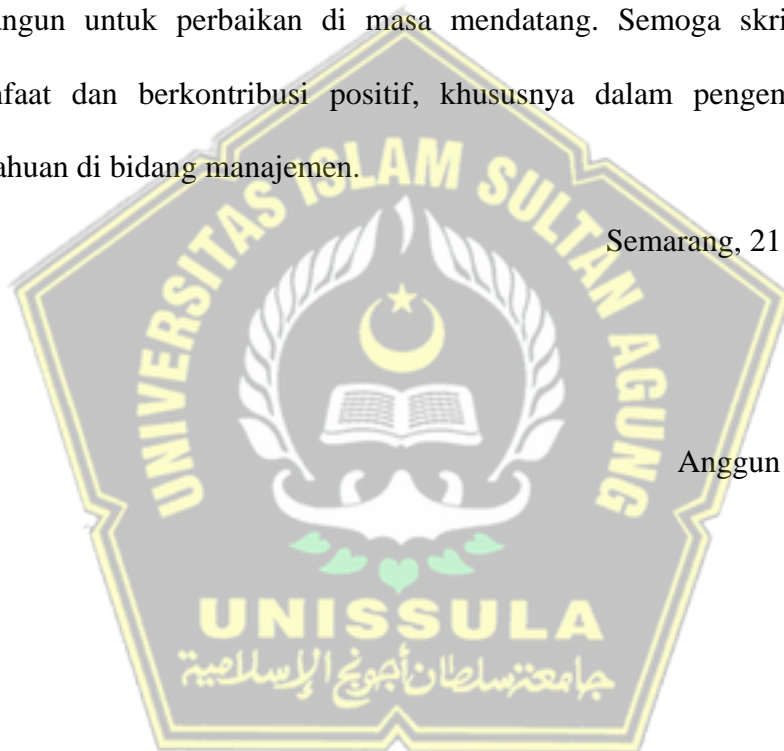 angun untuk perbaikan di masa mendatang. Semoga skri
nfaat dan berkontribusi positif, khususnya dalam pengem
ahuan di bidang manajemen.
Semarang, 21
Anggun
UNIVERSITAS ISLAM SULTAN AGUNG
UNISSULA
جامعة سلطان أجونج الإسلامية